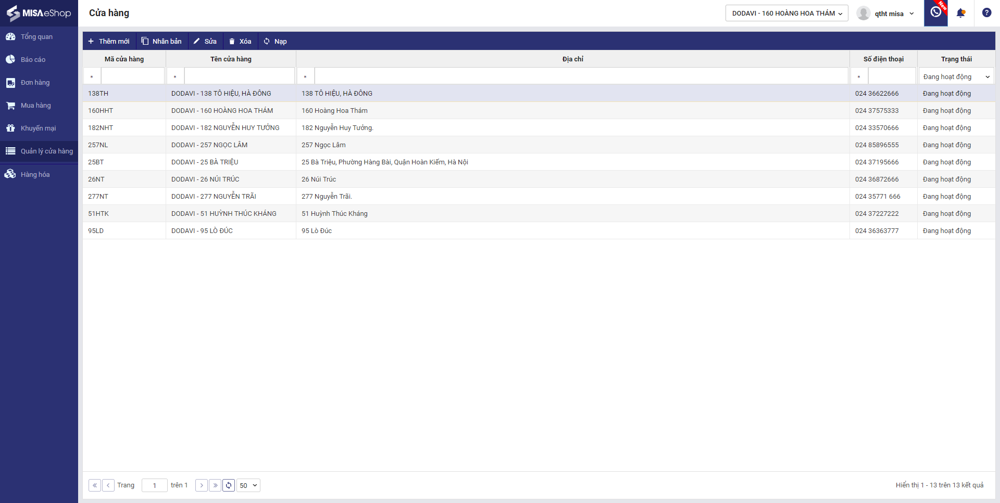 MISA eShop
Cửa hàng
DODAVI - 160 HOÀNG HOA THÁM
qtht misa
New
?
Tổng quan
Báo cáo
Đơn hàng
Mua hàng
Khuyến mại
Quản lý cửa hàng
Hàng hóa
+ Thêm mới Nhân bản Sửa Xóa Nạp
Mã cửa hàng Tên cửa hàng Địa chỉ Số điện thoại Trạng thái
* * * * Đang hoạt động
138TH DODAVI - 138 TÔ HIỆU, HÀ ĐÔNG 138 TÔ HIỆU, HÀ ĐÔNG 024 36622666 Đang hoạt động
160HHT DODAVI - 160 HOÀNG HOA THÁM 160 Hoàng Hoa Thám 024 37575333 Đang hoạt động
182NHT DODAVI - 182 NGUYỄN HUY TƯỞNG 182 Nguyễn Huy Tưởng. 024 33570666 Đang hoạt động
257NL DODAVI - 257 NGỌC LÂM 257 Ngọc Lâm 024 85896555 Đang hoạt động
25BT DODAVI - 25 BÀ TRIỆU 25 Bà Triệu, Phường Hàng Bài, Quận Hoàn Kiếm, Hà Nội 024 37195666 Đang hoạt động
26NT DODAVI - 26 NÚI TRÚC 26 Núi Trúc 024 36872666 Đang hoạt động
277NT DODAVI - 277 NGUYỄN TRÃI 277 Nguyễn Trãi. 024 35771 666 Đang hoạt động
51HTK DODAVI - 51 HUỲNH THÚC KHÁNG 51 Huỳnh Thúc Kháng 024 37227222 Đang hoạt động
95LD DODAVI - 95 LÒ ĐÚC 95 Lò Đúc 024 36363777 Đang hoạt động
Trang 1 trên 1 50 Hiển thị 1 - 13 trên 13 kết quả